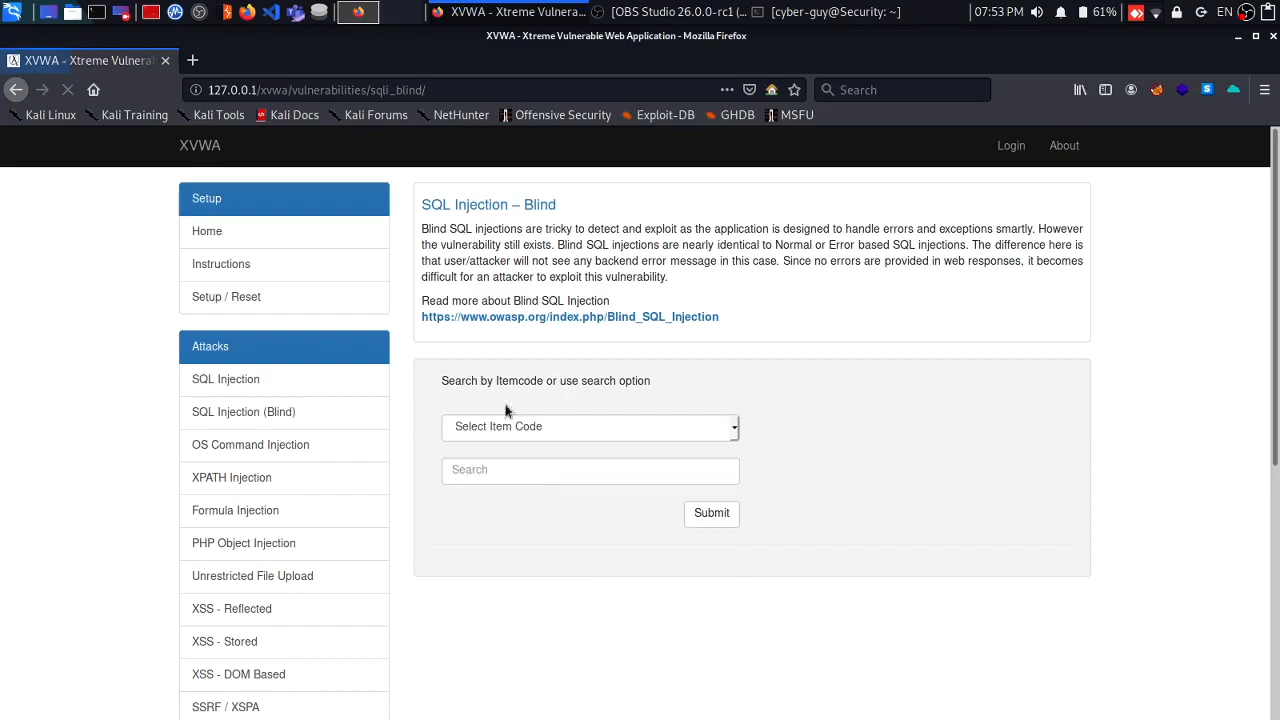 XVWA - Xtreme Vulnera...
[OBS Studio 26.0.0-rc1 (...
[cyber-guy@Security: ~]
07:53 PM
61%
EN
XVWA - Xtreme Vulnerable Web Application - Mozilla Firefox
XVWA - Xtreme Vulnera
127.0.0.1/xvwa/vulnerabilities/sqli_blind/
Search
Kali Linux
Kali Training
Kali Tools
Kali Docs
Kali Forums
NetHunter
Offensive Security
Exploit-DB
GHDB
MSFU
XVWA
Login
About
Setup
Home
Instructions
Setup / Reset
Attacks
SQL Injection
SQL Injection (Blind)
OS Command Injection
XPATH Injection
Formula Injection
PHP Object Injection
Unrestricted File Upload
XSS - Reflected
XSS - Stored
XSS - DOM Based
SSRF / XSPA
SQL Injection – Blind
Blind SQL injections are tricky to detect and exploit as the application is designed to handle errors and exceptions smartly. However
the vulnerability still exists. Blind SQL injections are nearly identical to Normal or Error based SQL injections. The difference here is
that user/attacker will not see any backend error message in this case. Since no errors are provided in web responses, it becomes
difficult for an attacker to exploit this vulnerability.
Read more about Blind SQL Injection
https://www.owasp.org/index.php/Blind_SQL_Injection
Search by Itemcode or use search option
Select Item Code
Search
Submit